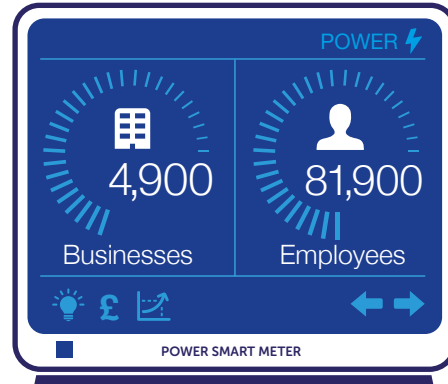 POWER
4,900
Businesses
81,900
Employees
£
POWER SMART METER